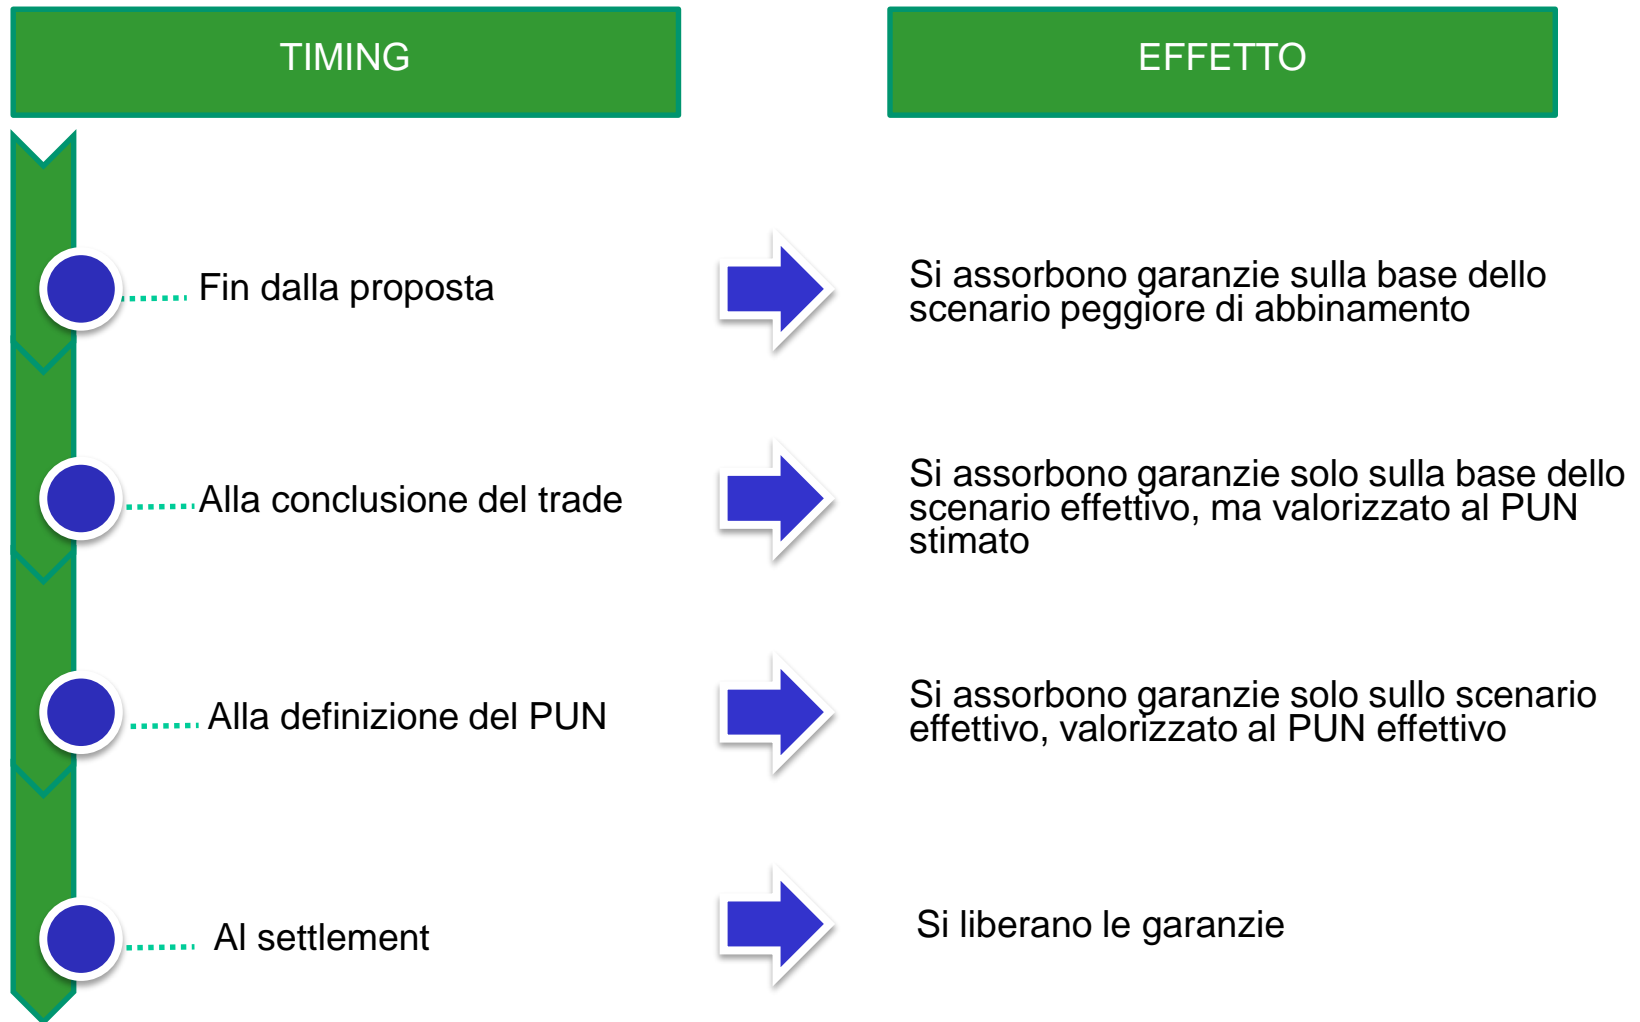 TIMING
EFFETTO
Fin dalla proposta
Si assorbono garanzie sulla base dello
scenario peggiore di abbinamento
Alla conclusione del trade
Si assorbono garanzie solo sulla base dello
scenario effettivo, ma valorizzato al PUN
stimato
Alla definizione del PUN
Si assorbono garanzie solo sullo scenario
effettivo, valorizzato al PUN effettivo
Al settlement
Si liberano le garanzie